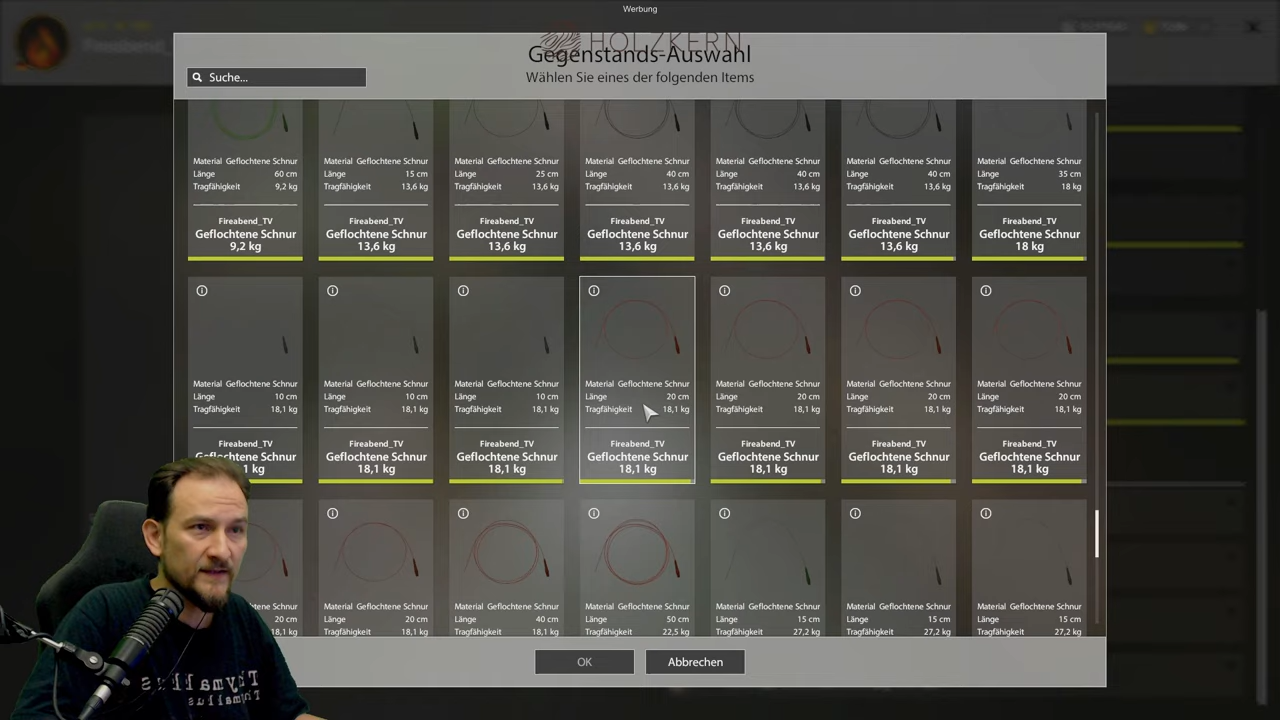 Werbung
HOLZKERN
Gegenstands-Auswahl
Suche...
Wählen Sie eines der folgenden Items
Material Geflochtene Schnur Material Geflochtene Schnur Material Geflochtene Schnur Material Geflochtene Schnur Material Geflochtene Schnur Material Geflochtene Schnur Material Geflochtene Schnur
Länge 60 cm Länge 15 cm Länge 25 cm Länge 40 cm Länge 40 cm Länge 40 cm Länge 35 cm
Tragfähigkeit 9,2 kg Tragfähigkeit 13,6 kg Tragfähigkeit 13,6 kg Tragfähigkeit 13,6 kg Tragfähigkeit 13,6 kg Tragfähigkeit 13,6 kg Tragfähigkeit 18 kg
Fireabend_TV Fireabend_TV Fireabend_TV Fireabend_TV Fireabend_TV Fireabend_TV Fireabend_TV
Geflochtene Schnur Geflochtene Schnur Geflochtene Schnur Geflochtene Schnur Geflochtene Schnur Geflochtene Schnur Geflochtene Schnur
9,2 kg 13,6 kg 13,6 kg 13,6 kg 13,6 kg 13,6 kg 18 kg
Material Geflochtene Schnur Material Geflochtene Schnur Material Geflochtene Schnur Material Geflochtene Schnur Material Geflochtene Schnur Material Geflochtene Schnur Material Geflochtene Schnur
Länge 10 cm Länge 10 cm Länge 10 cm Länge 20 cm Länge 20 cm Länge 20 cm Länge 20 cm
Tragfähigkeit 18,1 kg Tragfähigkeit 18,1 kg Tragfähigkeit 18,1 kg Tragfähigkeit 18,1 kg Tragfähigkeit 18,1 kg Tragfähigkeit 18,1 kg Tragfähigkeit 18,1 kg
Fireabend_TV Fireabend_TV Fireabend_TV Fireabend_TV Fireabend_TV Fireabend_TV Fireabend_TV
Geflochtene Schnur Geflochtene Schnur Geflochtene Schnur Geflochtene Schnur Geflochtene Schnur Geflochtene Schnur Geflochtene Schnur
1 kg 18,1 kg 18,1 kg 18,1 kg 18,1 kg 18,1 kg 18,1 kg
Schnur Material Geflochtene Schnur Material Geflochtene Schnur Material Geflochtene Schnur Material Geflochtene Schnur Material Geflochtene Schnur Material Geflochtene Schnur
20 cm Länge 20 cm Länge 40 cm Länge 50 cm Länge 15 cm Länge 15 cm Länge 15 cm
18,1 kg Tragfähigkeit 18,1 kg Tragfähigkeit 18,1 kg Tragfähigkeit 22,5 kg Tragfähigkeit 27,2 kg Tragfähigkeit 27,2 kg Tragfähigkeit 27,2 kg
OK Abbrechen
Thymallus
Thymallus